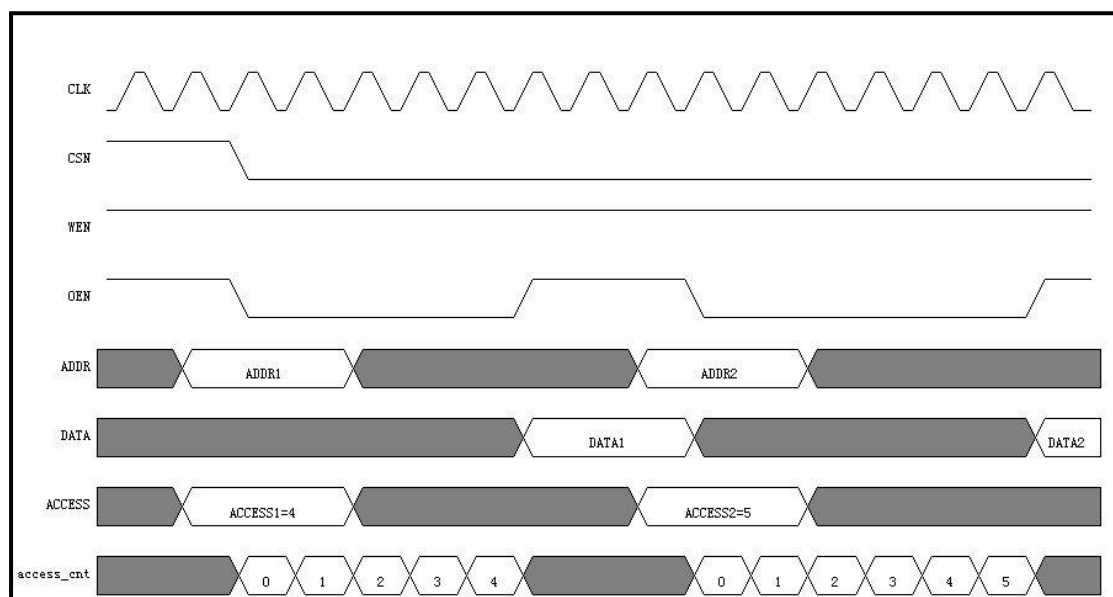 CLK
CSN
WEN
OEN
ADDR ADDR1 ADDR2
DATA DATA1 DATA2
ACCESS ACCESS1=4 ACCESS2=5
access_cnt 0 1 2 3 4 0 1 2 3 4 5